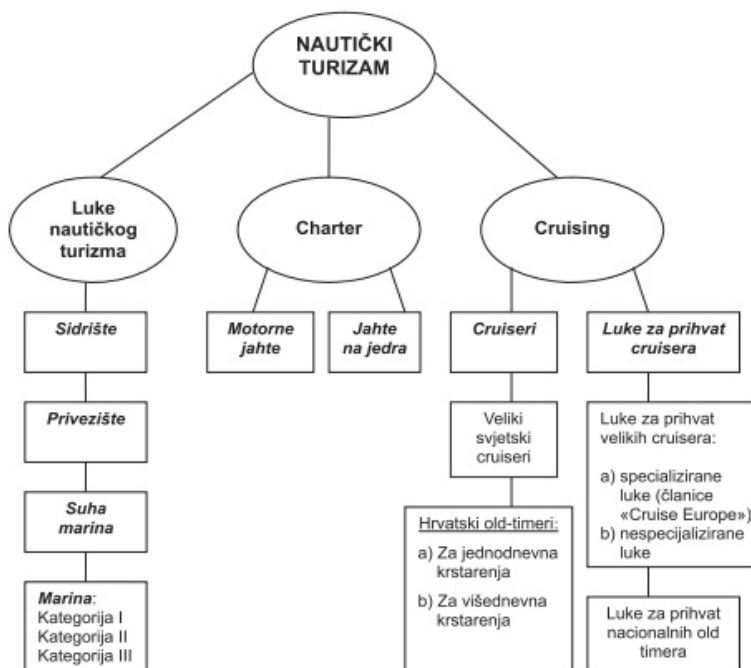 NAUTIČKI
TURIZAM
Luke
nautičkog
turizma
Charter
Cruising
Sidrište
Motorne
jahte
Jahte
na jedra
Cruiseri
Luke za prihvat
cruisera
Privezište
Veliki
svjetski
cruiseri
Luke za prihvat
velikih cruisera:
a) specializirane
luke (članice
«Cruise Europe»)
b) nespecijalizirane
luke
Suha
marina
Hrvatski old-timeri:
a) Za jednodnevna
krstarenja
b) Za višednevna
krstarenja
Marina:
Kategorija I
Kategorija II
Kategorija III
Luke za prihvat
nacionalnih old
timera